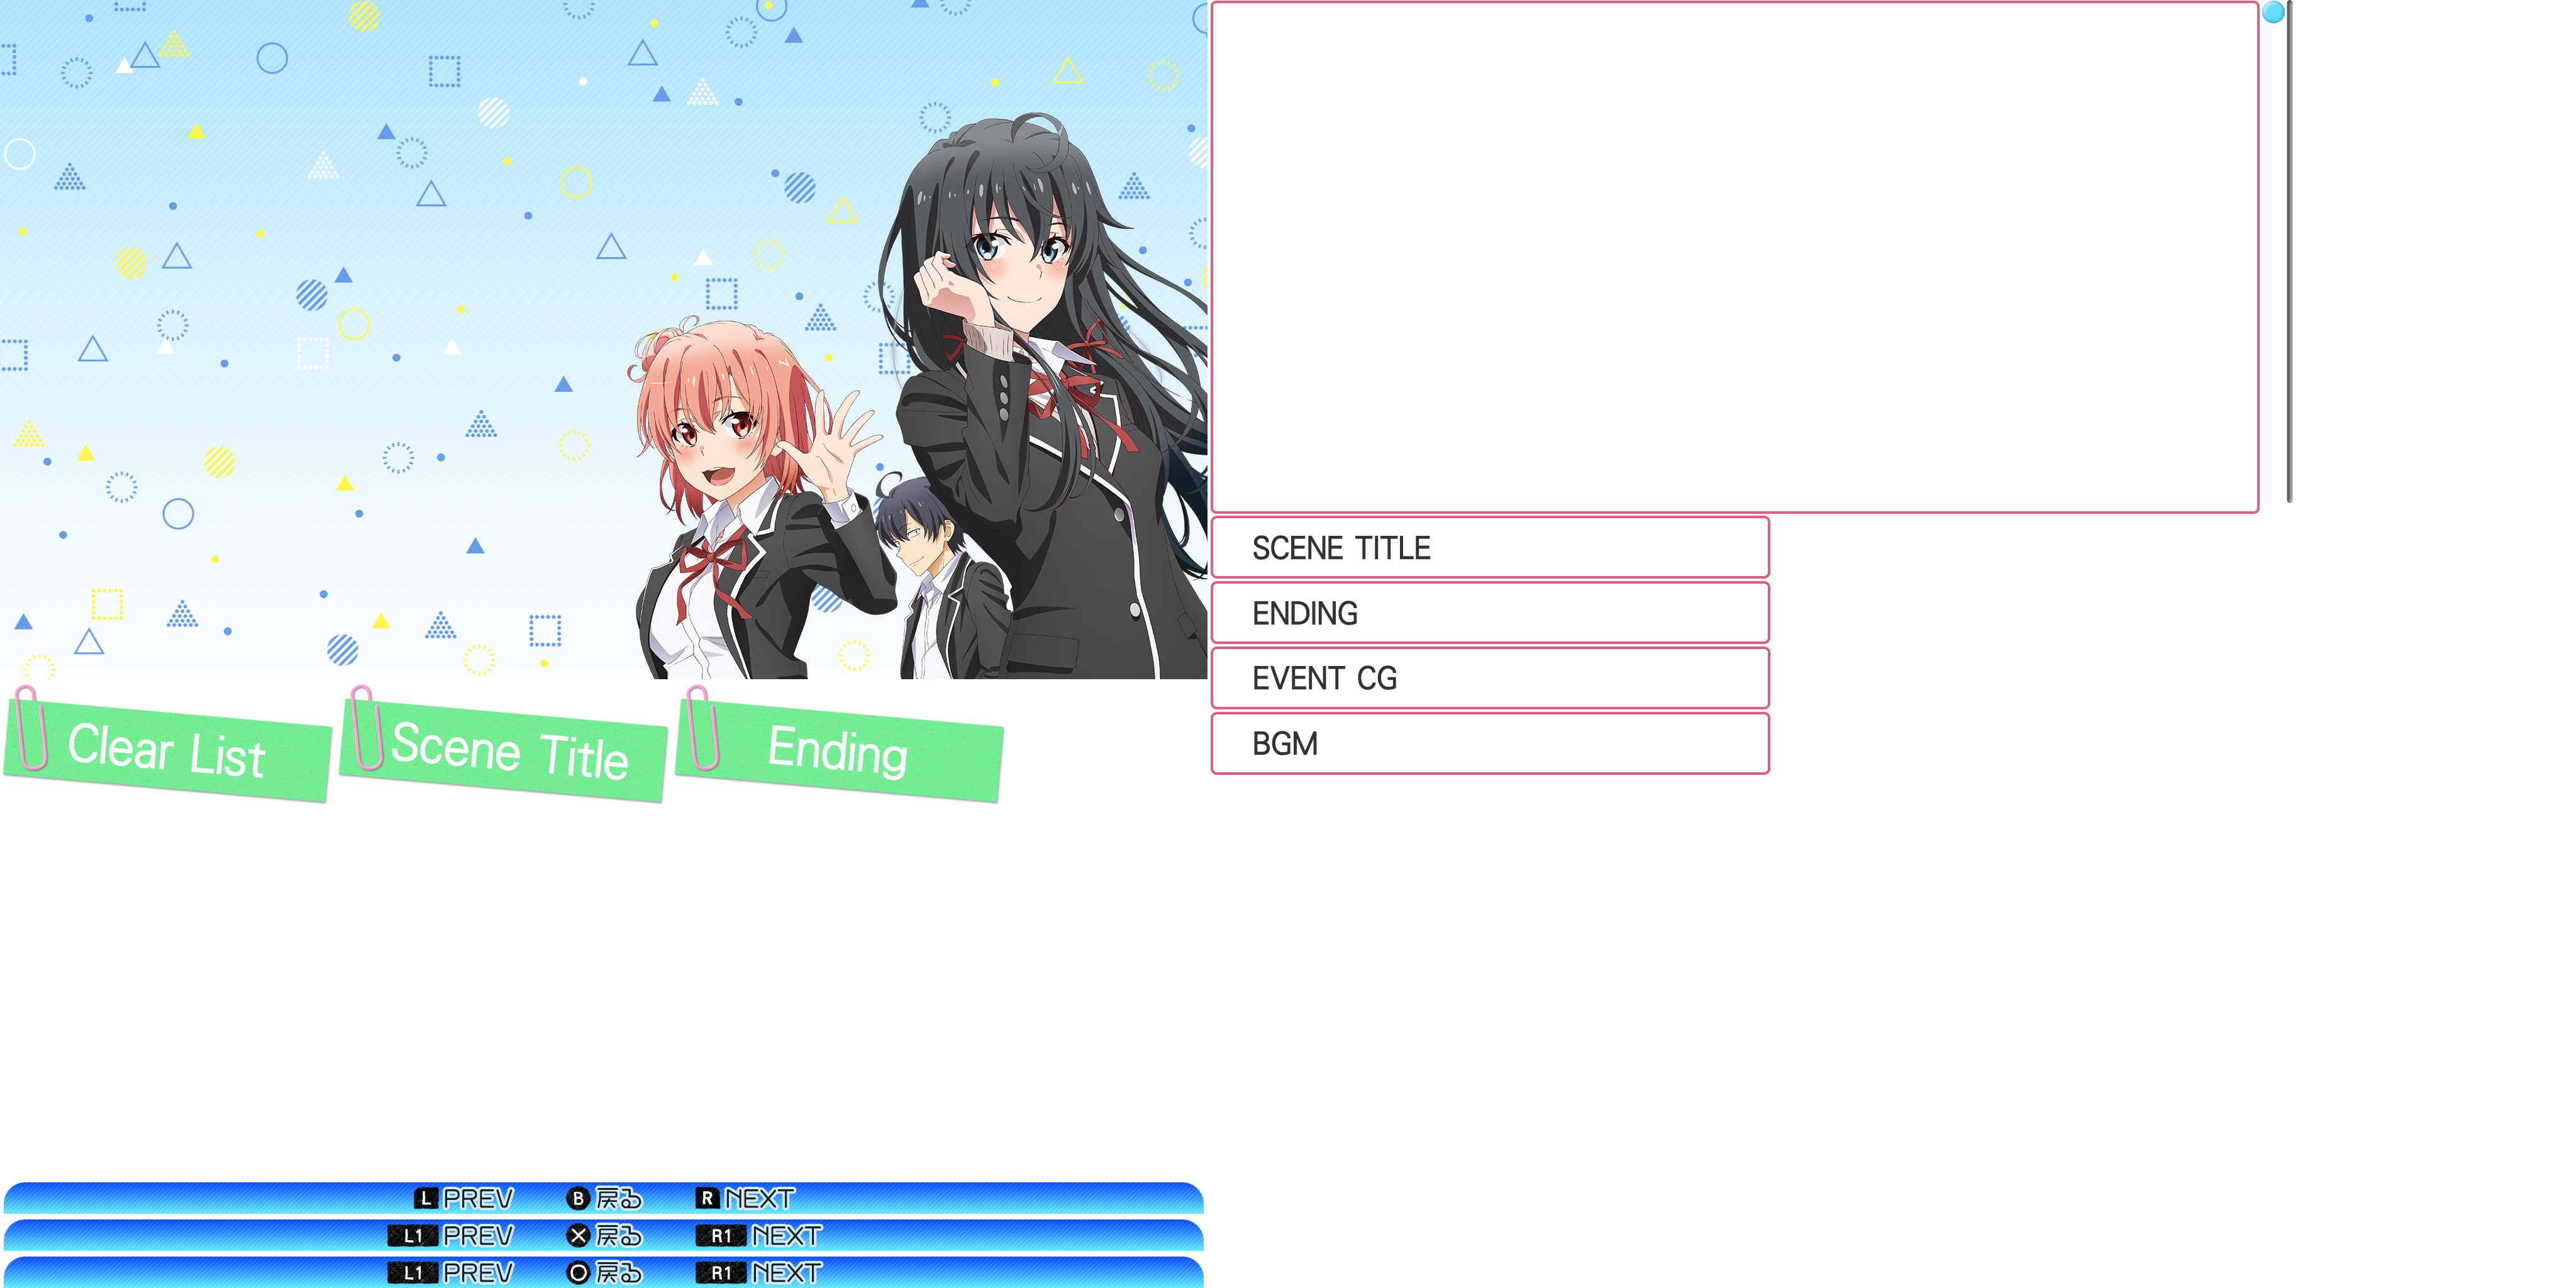 SCENE TITLE
ENDING
EVENT CG
BGM
Clear List
Scene Title
Ending
L PREV B 戻る R NEXT
L1 PREV 戻る R1 NEXT
L1 PREV 戻る R1 NEXT